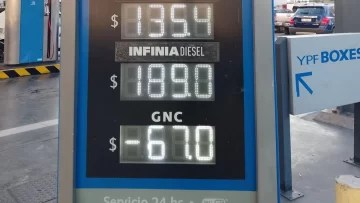 $ 135.4
INFINIA DIESEL
$ 189.0
GNC
$ -67.0
Servicio 24 hs
YPF BOXES